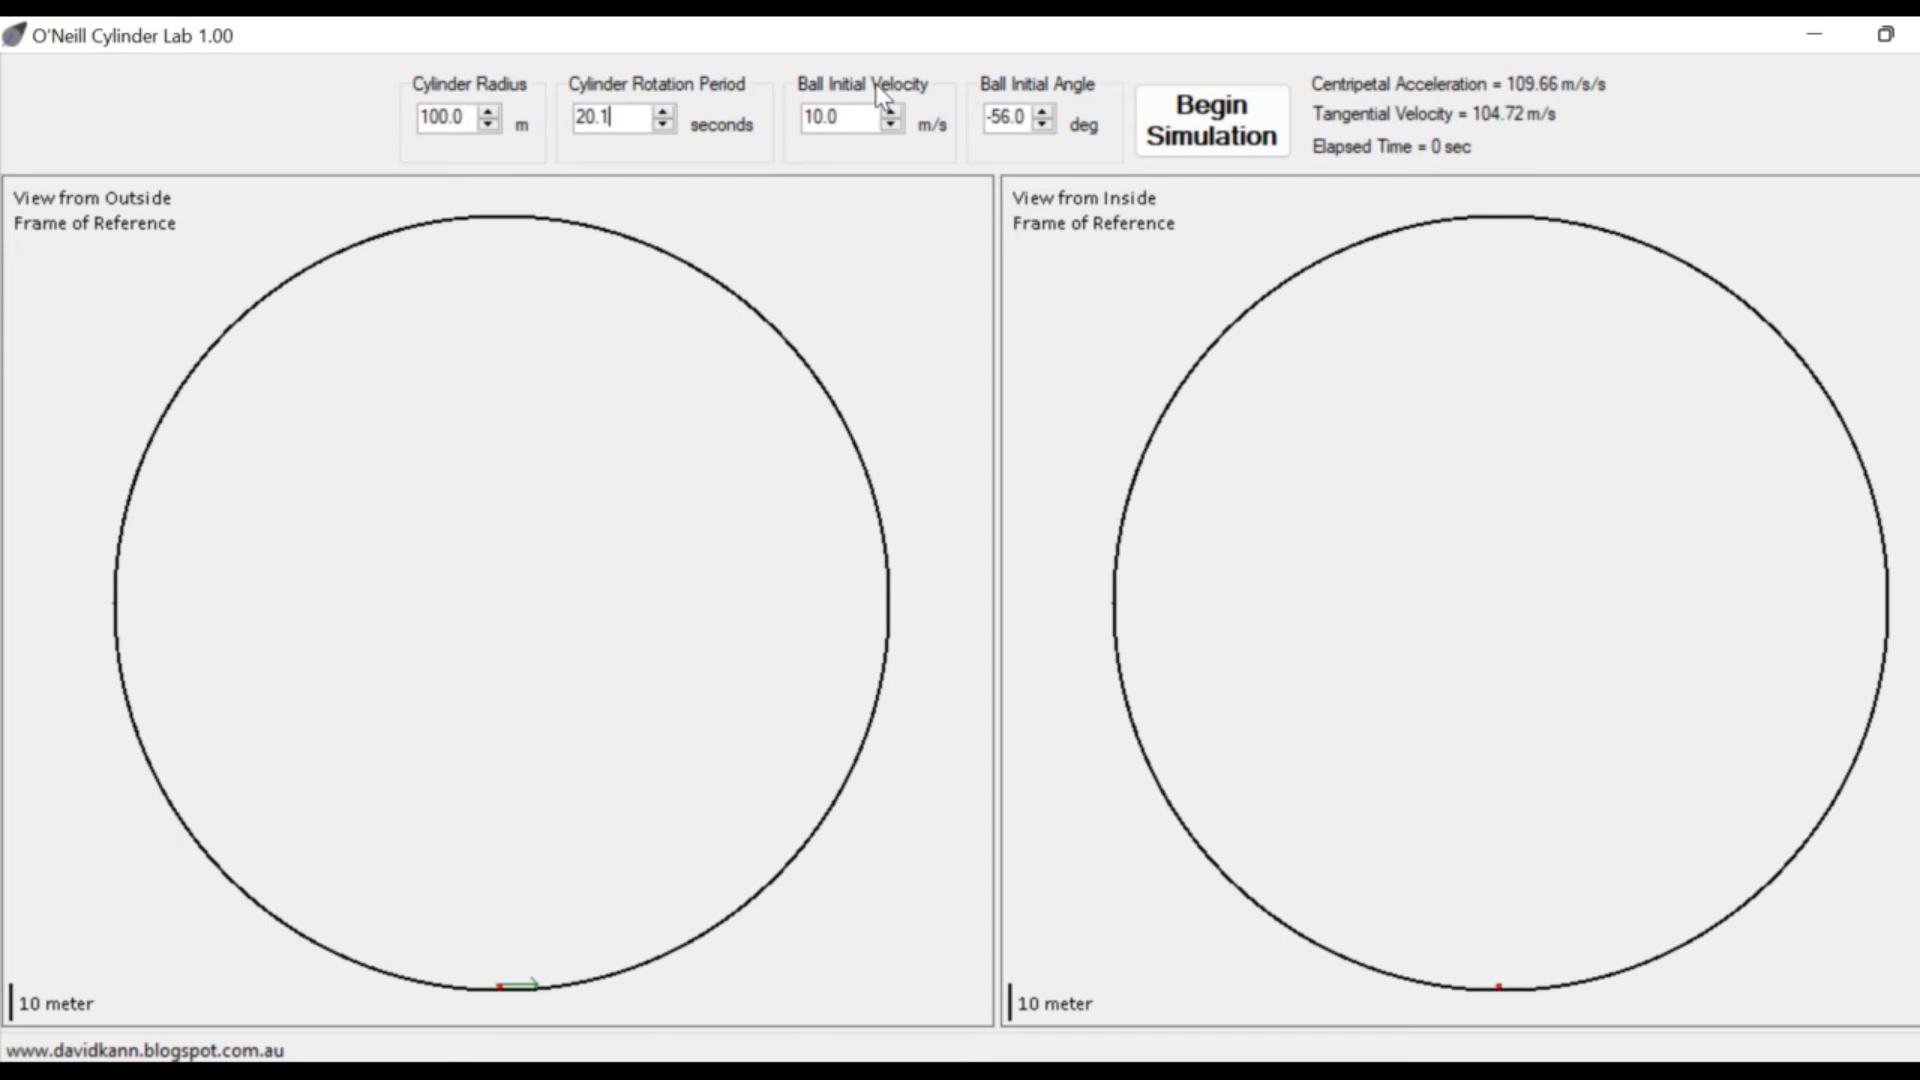 O'Neill Cylinder Lab 1.00
Cylinder Radius
100.0
m
Cylinder Rotation Period
20.1
seconds
Ball Initial Velocity
10.0
m/s
Ball Initial Angle
-56.0
deg
Begin
Simulation
Centripetal Acceleration = 109.66 m/s/s
Tangential Velocity = 104.72 m/s
Elapsed Time = 0 sec
View from Outside
Frame of Reference
10 meter
View from Inside
Frame of Reference
10 meter
www.davidkann.blogspot.com.au